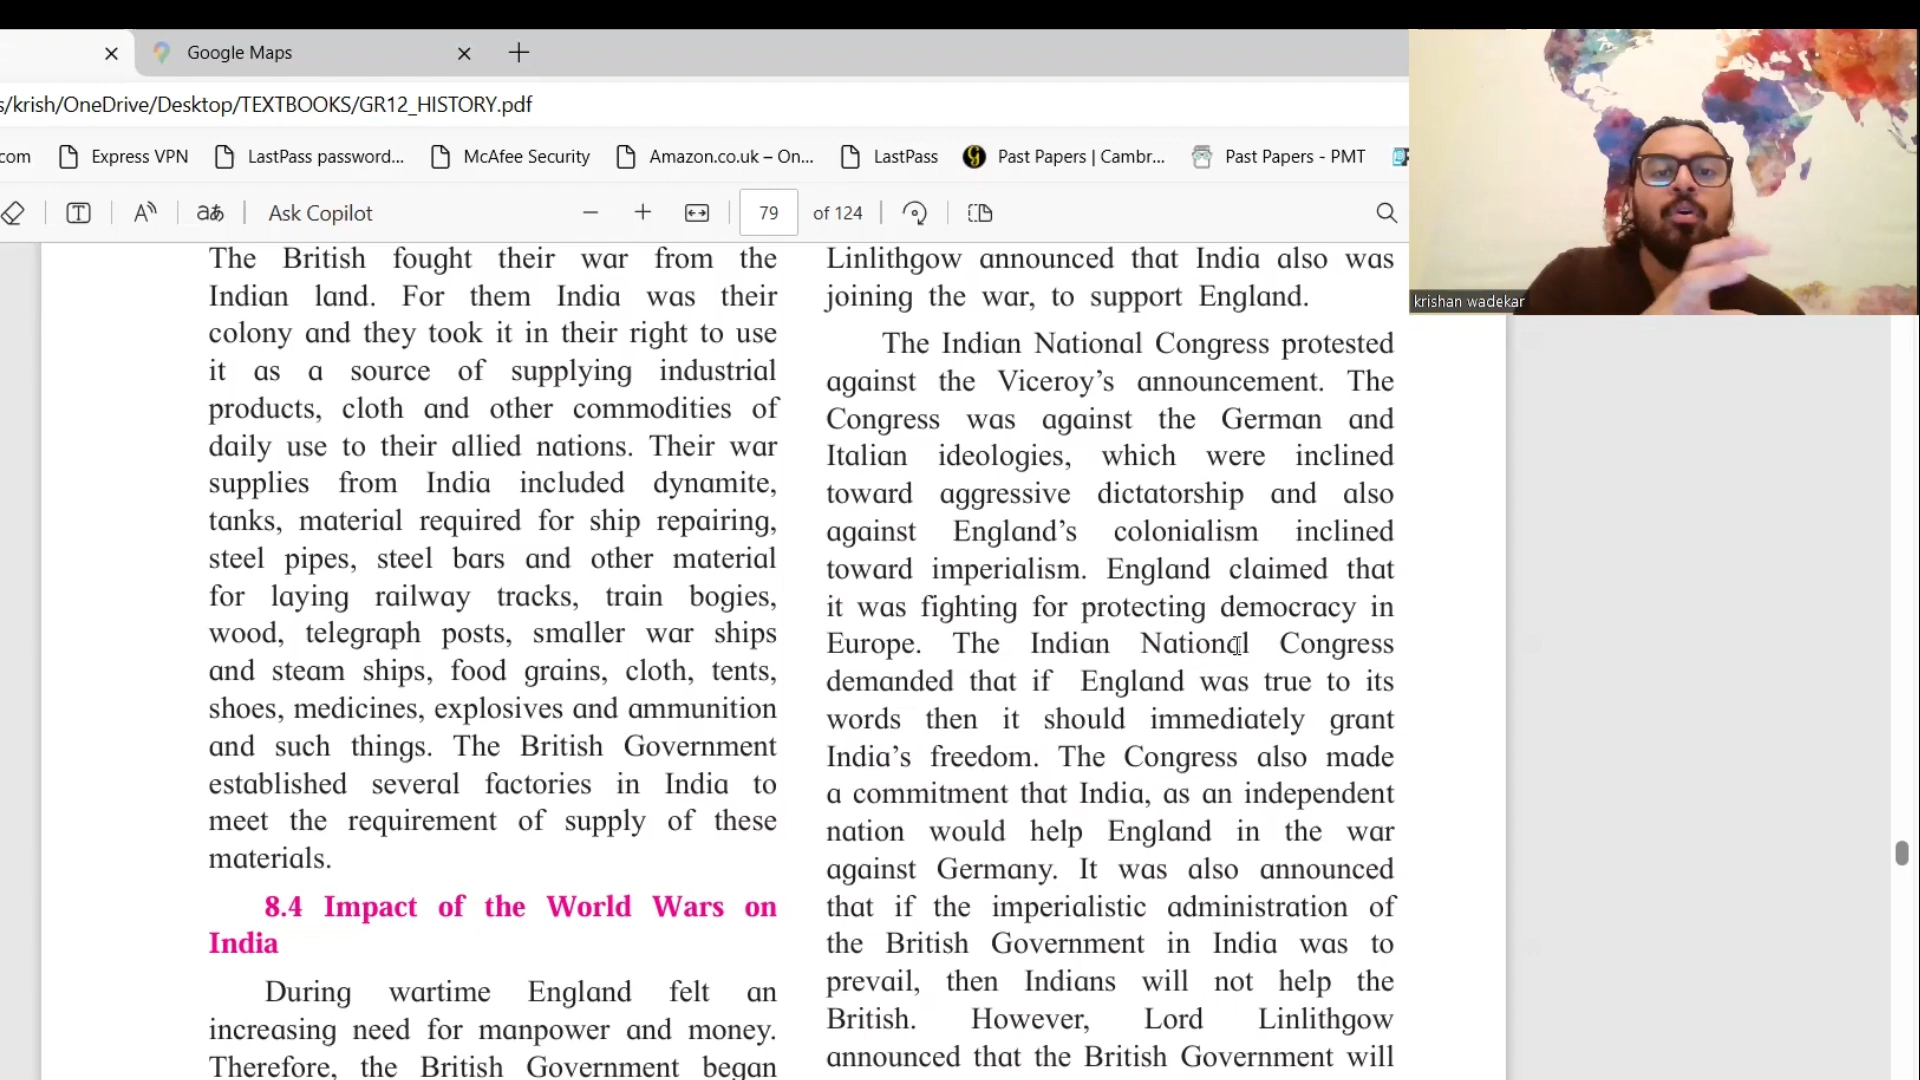 Google Maps
s/krish/OneDrive/Desktop/TEXTBOOKS/GR12_HISTORY.pdf
com Express VPN LastPass password... McAfee Security Amazon.co.uk – On... LastPass Past Papers | Cambr... Past Papers - PMT
Ask Copilot 79 of 124
krishan wadekar
The British fought their war from the
Indian land. For them India was their
colony and they took it in their right to use
it as a source of supplying industrial
products, cloth and other commodities of
daily use to their allied nations. Their war
supplies from India included dynamite,
tanks, material required for ship repairing,
steel pipes, steel bars and other material
for laying railway tracks, train bogies,
wood, telegraph posts, smaller war ships
and steam ships, food grains, cloth, tents,
shoes, medicines, explosives and ammunition
and such things. The British Government
established several factories in India to
meet the requirement of supply of these
materials.
8.4 Impact of the World Wars on
India
During wartime England felt an
increasing need for manpower and money.
Therefore, the British Government began
Linlithgow announced that India also was
joining the war, to support England.
The Indian National Congress protested
against the Viceroy's announcement. The
Congress was against the German and
Italian ideologies, which were inclined
toward aggressive dictatorship and also
against England's colonialism inclined
toward imperialism. England claimed that
it was fighting for protecting democracy in
Europe. The Indian National Congress
demanded that if England was true to its
words then it should immediately grant
India's freedom. The Congress also made
a commitment that India, as an independent
nation would help England in the war
against Germany. It was also announced
that if the imperialistic administration of
the British Government in India was to
prevail, then Indians will not help the
British. However, Lord Linlithgow
announced that the British Government will